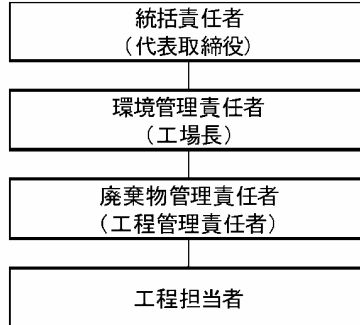 統括責任者
（代表取締役）
環境管理責任者
（工場長）
廃棄物管理責任者
（工程管理責任者）
工程担当者